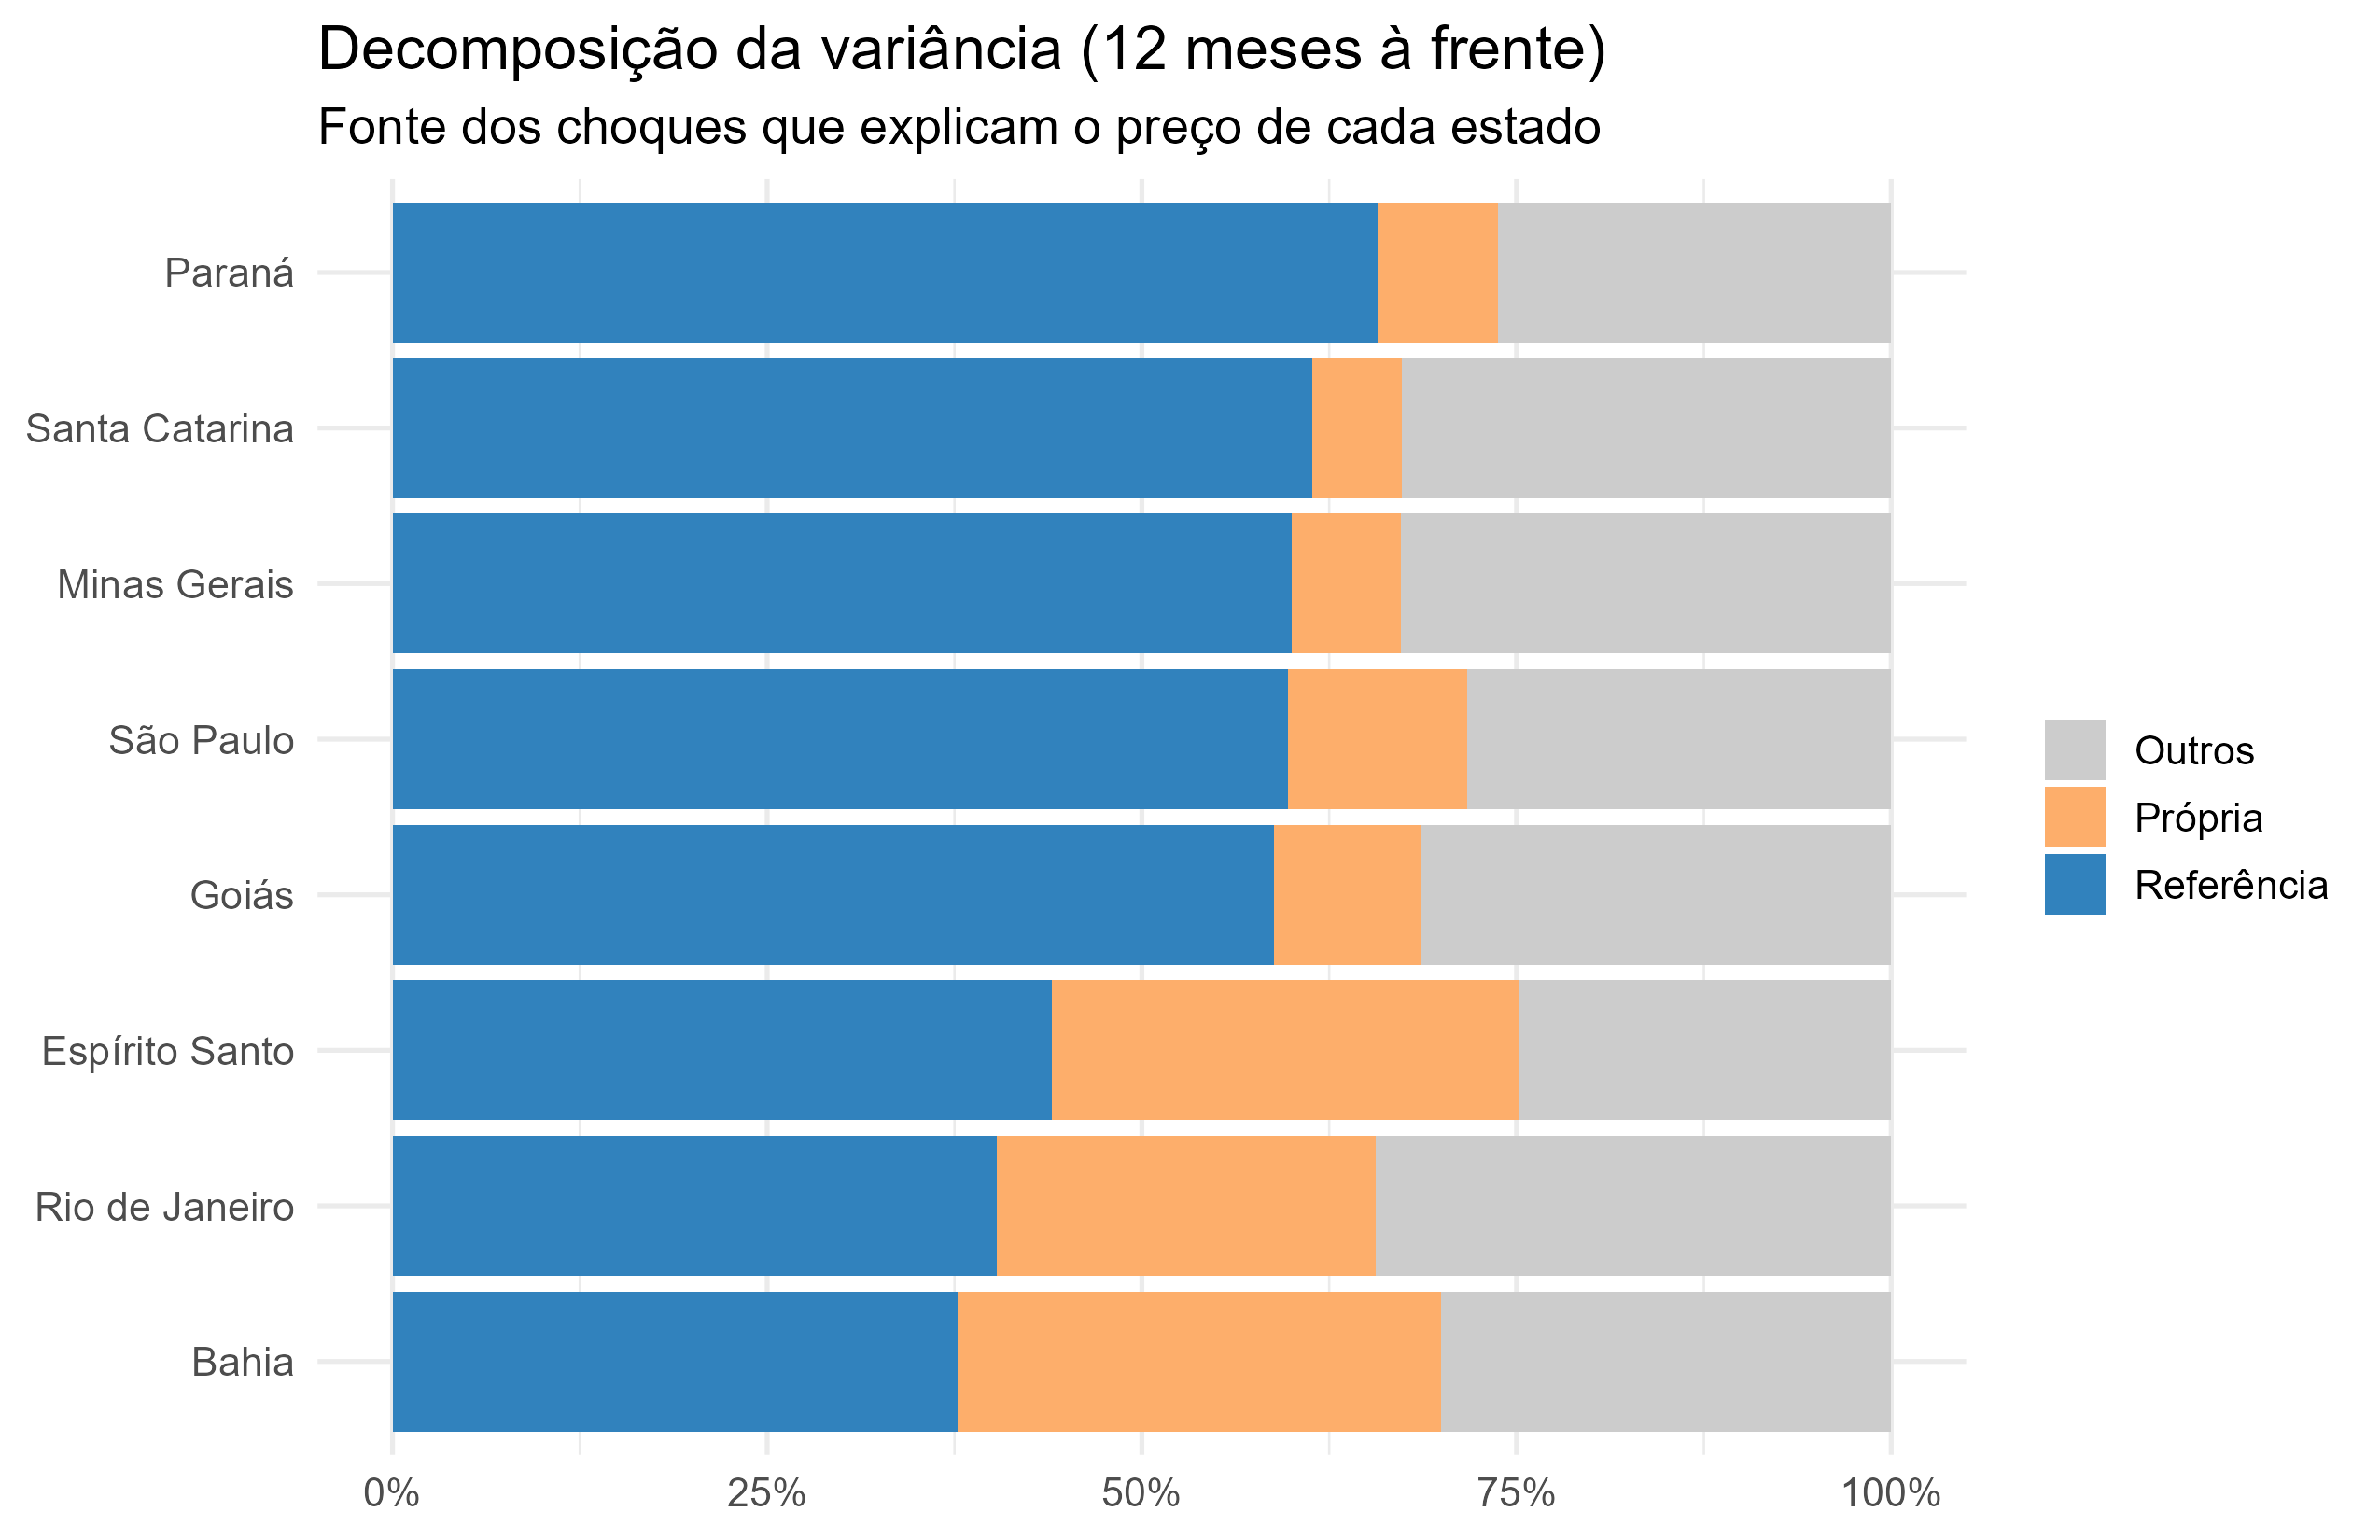 Decomposição da variância (12 meses à frente)
Fonte dos choques que explicam o preço de cada estado
Paraná
Santa Catarina
Minas Gerais
São Paulo
Goiás
Espírito Santo
Rio de Janeiro
Bahia
0%
25%
50%
75%
100%
Outros
Própria
Referência